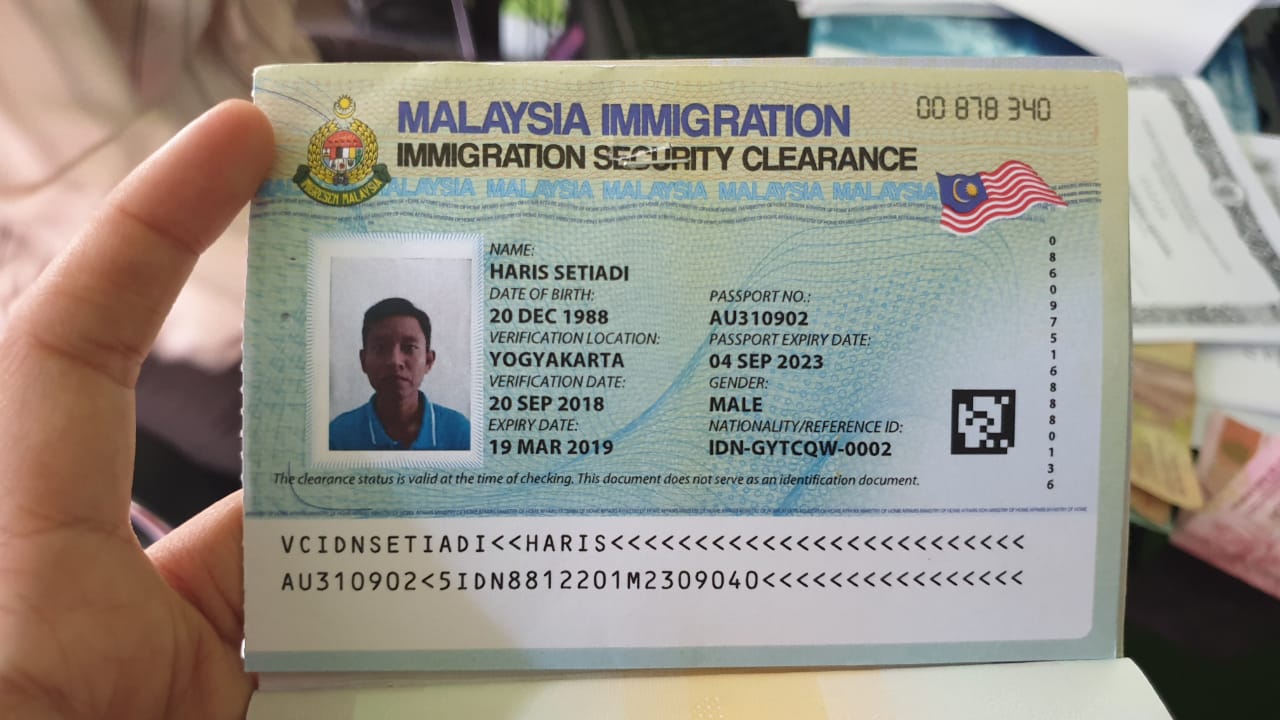 MALAYSIA IMMIGRATION
00 878 340
IMMIGRATION SECURITY CLEARANCE
MALAYSIA MALAYSIA MALAYSIA MALAYSIA MALAYSIA
IMIGRESEN MALAYSIA
NAME:
HARIS SETIADI
DATE OF BIRTH:
20 DEC 1988
VERIFICATION LOCATION:
YOGYAKARTA
VERIFICATION DATE:
20 SEP 2018
EXPIRY DATE:
19 MAR 2019
PASSPORT NO.:
AU310902
PASSPORT EXPIRY DATE:
04 SEP 2023
GENDER:
MALE
NATIONALITY/REFERENCE ID:
IDN-GYTCQW-0002
0860975168880136
The clearance status is valid at the time of checking. This document does not serve as an identification document.
VCIDNSETIADI<<HARIS<<<<<<<<<<<<<<<<<<<<<<<<<
AU310902<5IDN8812201M2309040<<<<<<<<<<<<<<<<